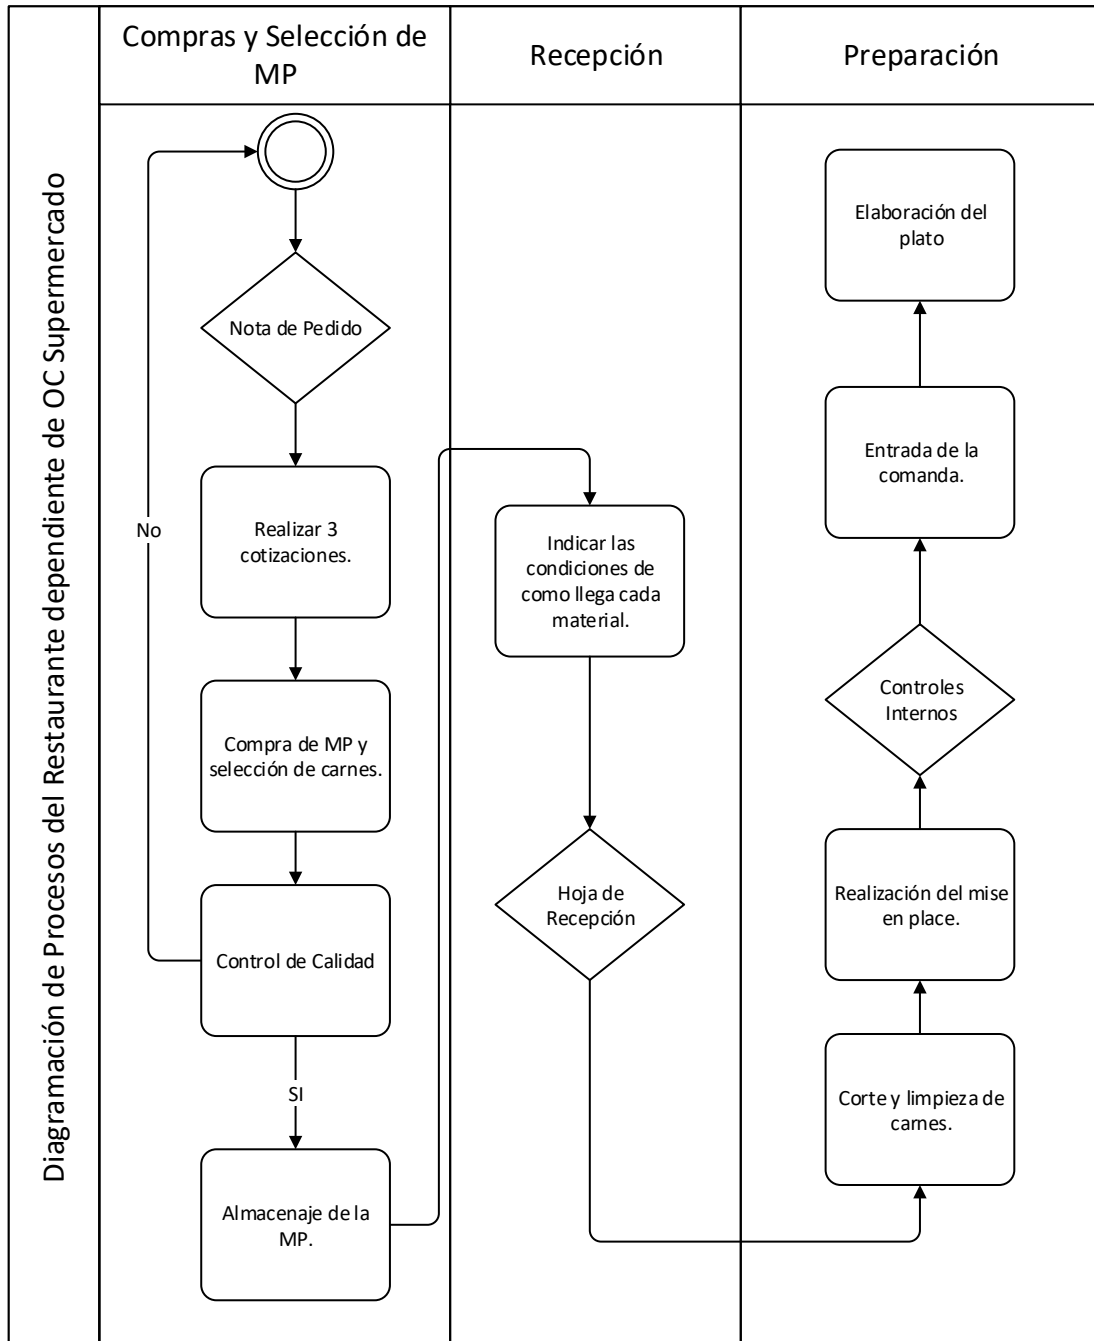 Diagramación de Procesos del Restaurante dependiente de OC Supermercado
Compras y Selección de
MP
Recepción
Preparación
Nota de Pedido
Realizar 3
cotizaciones.
Compra de MP y
selección de carnes.
Control de Calidad
No
SI
Almacenaje de la
MP.
Indicar las
condiciones de
como llega cada
material.
Hoja de
Recepción
Corte y limpieza de
carnes.
Realización del mise
en place.
Controles
Internos
Entrada de la
comanda.
Elaboración del
plato